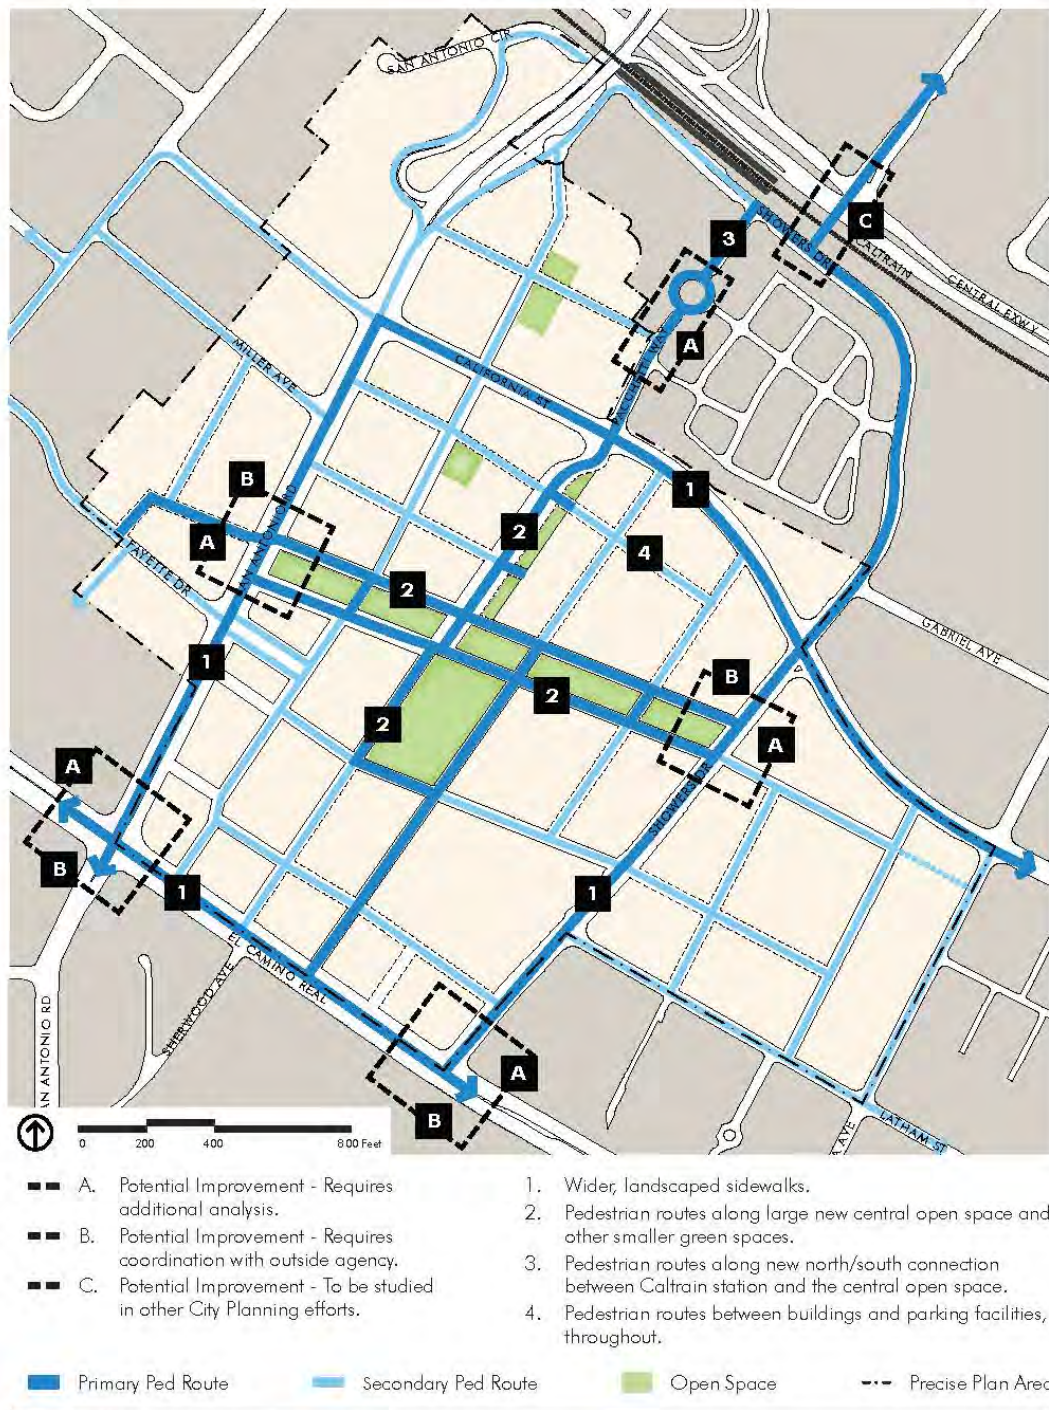 SAN ANTONIO CIR
C
3
SHOWERS DR
CALTRAIN
CENTRAL EXWY
A
MILLER AVE
CALIFORNIA ST
PACCHETTI WAY
B
1
SAN ANTONIO RD
A
2
4
FAYETTE DR
2
GABRIEL AVE
1
B
2
2
A
A
SHOWERS DR
B
1
1
EL CAMINO REAL
SHERWOOD AVE
SAN ANTONIO RD
A
B
LATHAM ST
AVE
0 200 400 800 Feet
A. Potential Improvement - Requires
additional analysis.
B. Potential Improvement - Requires
coordination with outside agency.
C. Potential Improvement - To be studied
in other City Planning efforts.
1. Wider, landscaped sidewalks.
2. Pedestrian routes along large new central open space and
other smaller green spaces.
3. Pedestrian routes along new north/south connection
between Caltrain station and the central open space.
4. Pedestrian routes between buildings and parking facilities,
throughout.
Primary Ped Route
Secondary Ped Route
Open Space
Precise Plan Area